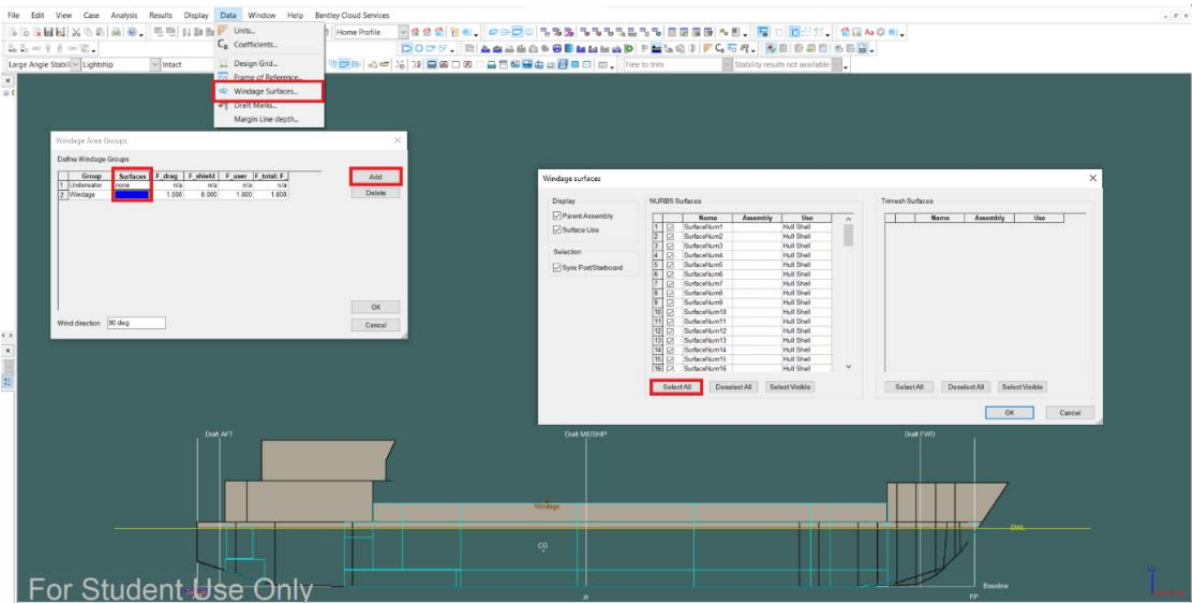 File Edit View Case Analysis Results Display Data Window Help Bentley Cloud Services
Units...
Home Profile
Coefficients...
Large Angle Stabil Lightship Intact
Design Grid...
Free to trim Stability results not available
Frame of Reference...
Windage Surfaces...
Draft Marks...
Margin Line depth...
Windage Area Groups
Define Windage Groups
Group Surfaces F_drag F_shield F_user F_total: F_
1 Underwater none n/a n/a n/a n/a
2 Windage 1.000 1.000 1.000
Add
Delete
OK
Cancel
Wind direction 90 deg
Windage surfaces
Display
Parent Assembly
Surface Use
Selection
Sync Port/Starboard
NURBS Surfaces
Name Assembly Use
1 SurfaceNum1 Hull Shell
2 SurfaceNum2 Hull Shell
3 SurfaceNum3 Hull Shell
4 SurfaceNum4 Hull Shell
5 SurfaceNum5 Hull Shell
6 SurfaceNum6 Hull Shell
7 SurfaceNum7 Hull Shell
8 SurfaceNum8 Hull Shell
9 SurfaceNum9 Hull Shell
10 SurfaceNum10 Hull Shell
11 SurfaceNum11 Hull Shell
12 SurfaceNum12 Hull Shell
13 SurfaceNum13 Hull Shell
14 SurfaceNum14 Hull Shell
15 SurfaceNum15 Hull Shell
16 SurfaceNum16 Hull Shell
Select All Deselect All Select Visible
Trimesh Surfaces
Name Assembly Use
Select All Deselect All Select Visible
OK Cancel
Draft AFT Draft MIDSHIP Draft FWD
Windage
DWL
CG
Baseline
FP
For Student Use Only